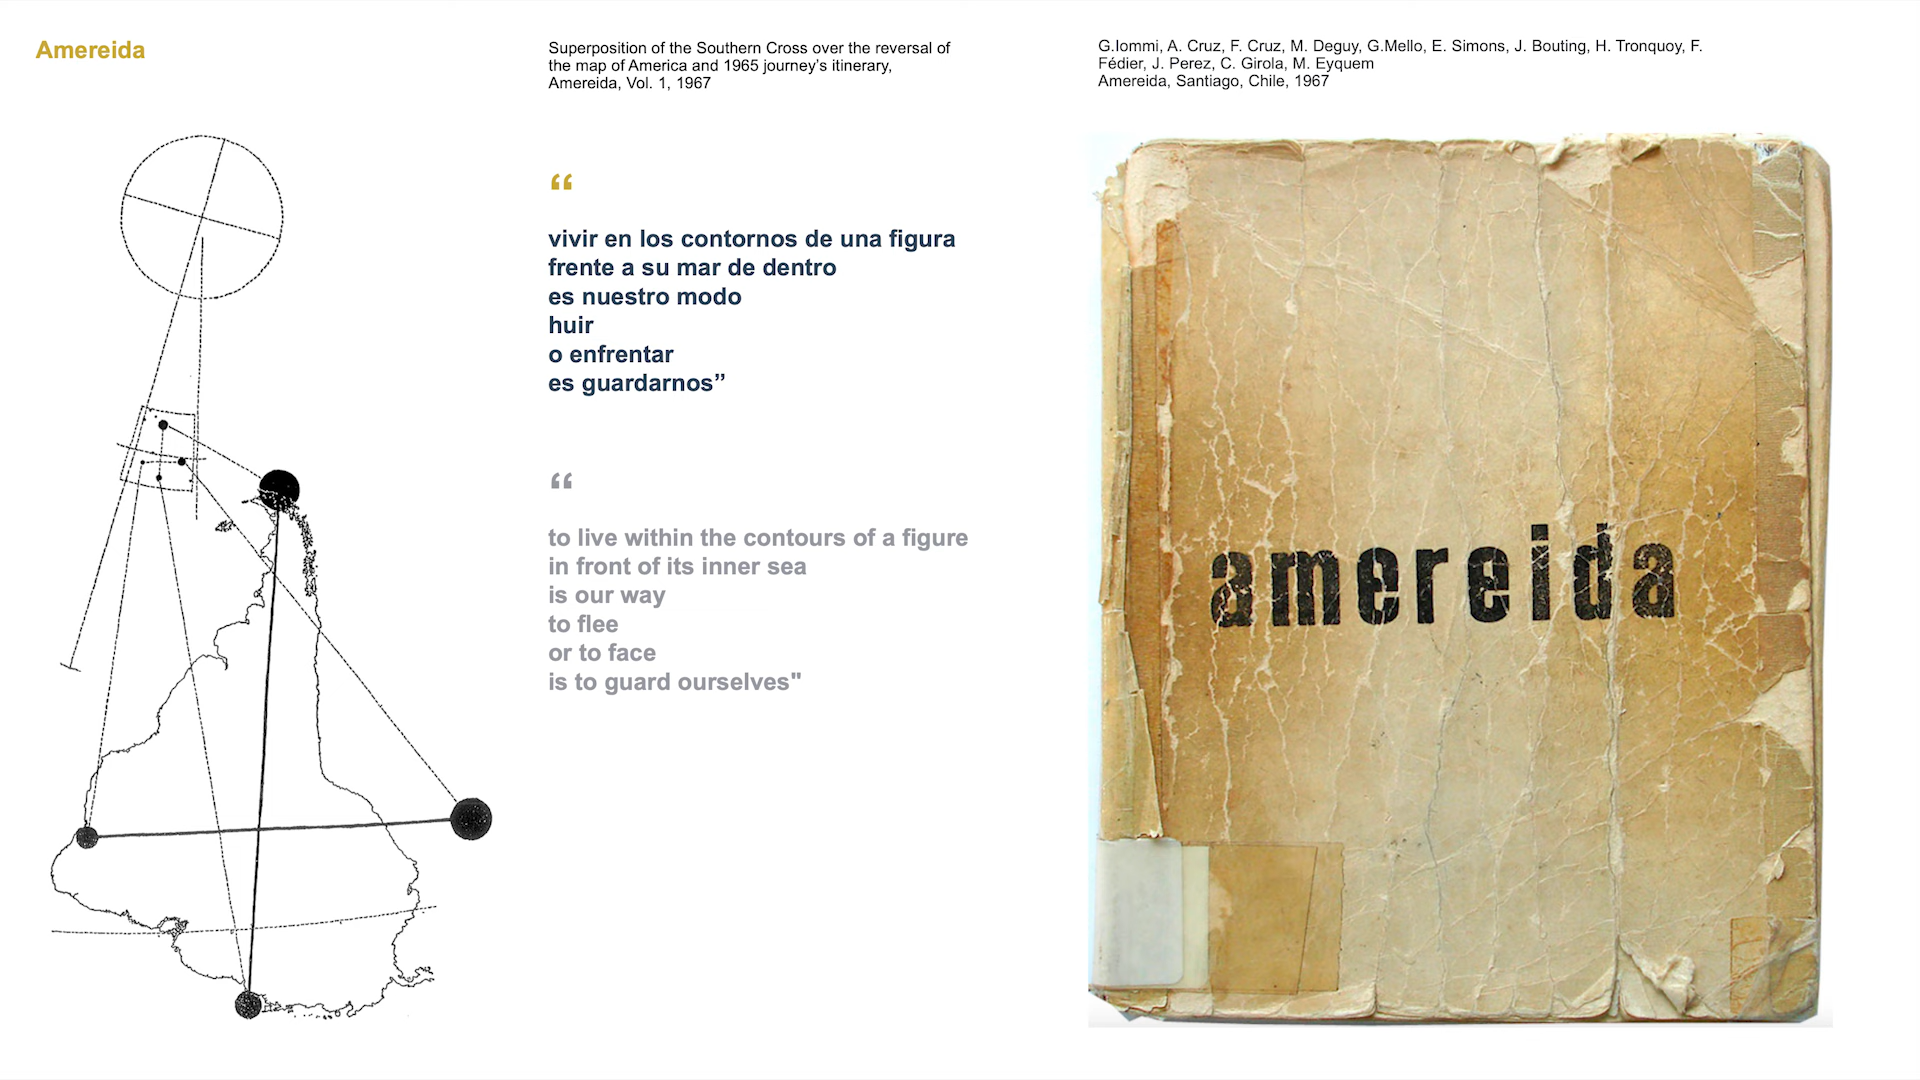 Amereida
Superposition of the Southern Cross over the reversal of
the map of America and 1965 journey's itinerary,
Amereida, Vol. 1, 1967
“
vivir en los contornos de una figura
frente a su mar de dentro
es nuestro modo
huir
o enfrentar
es guardarnos”
“
to live within the contours of a figure
in front of its inner sea
is our way
to flee
or to face
is to guard ourselves"
G.Iommi, A. Cruz, F. Cruz, M. Deguy, G.Mello, E. Simons, J. Bouting, H. Tronquoy, F.
Fédier, J. Perez, C. Girola, M. Eyquem
Amereida, Santiago, Chile, 1967
amereida